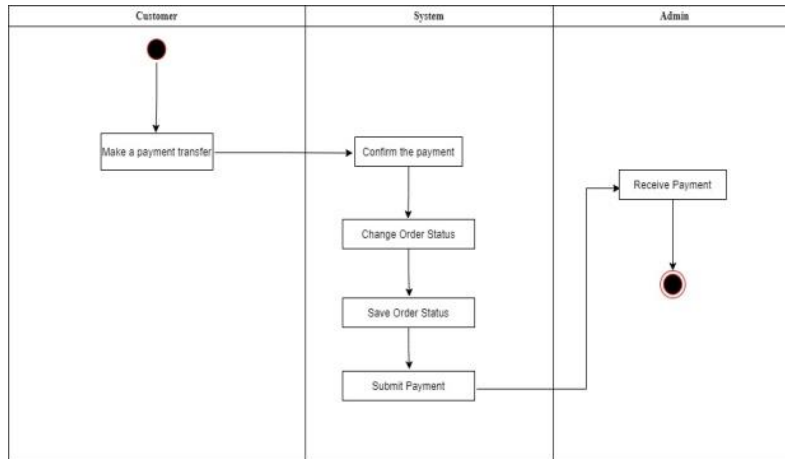 Customer
System
Admin
Make a payment transfer
Confirm the payment
Receive Payment
Change Order Status
Save Order Status
Submit Payment